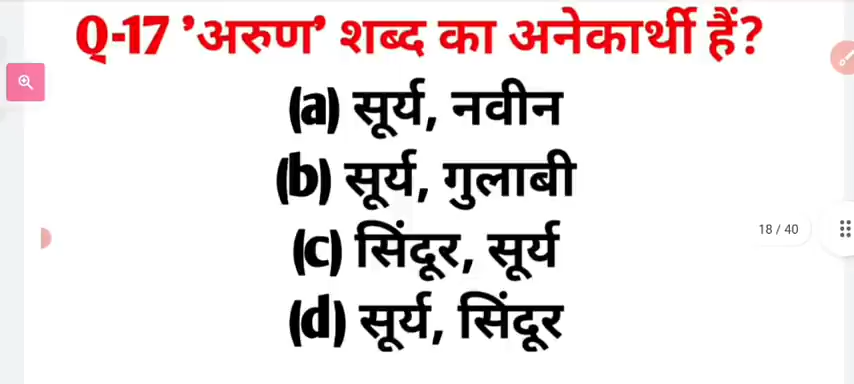 Q-17 ’अरुण’ शब्द का अनेकार्थी हैं?
(a) सूर्य, नवीन
(b) सूर्य, गुलाबी
(c) सिंदूर, सूर्य
(d) सूर्य, सिंदूर
18 / 40